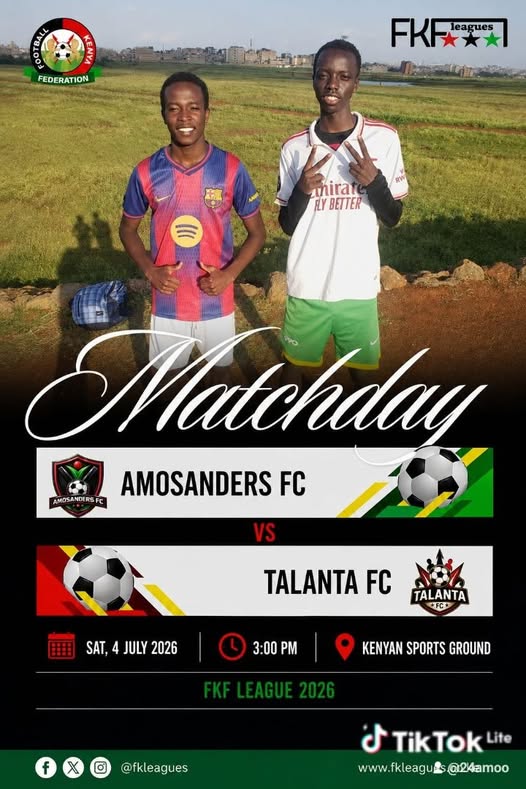 FOOTBALL KENYA
FEDERATION
FKF leagues
Emirates
FLY BETTER
Matchday
AMOSANDERS FC
AMOSANDERS FC
VS
TALANTA FC
TALANTA
FC
SAT, 4 JULY 2026
3:00 PM
KENYAN SPORTS GROUND
FKF LEAGUE 2026
TikTok Lite
@fkleagues
www.fkleagues
@24amoo